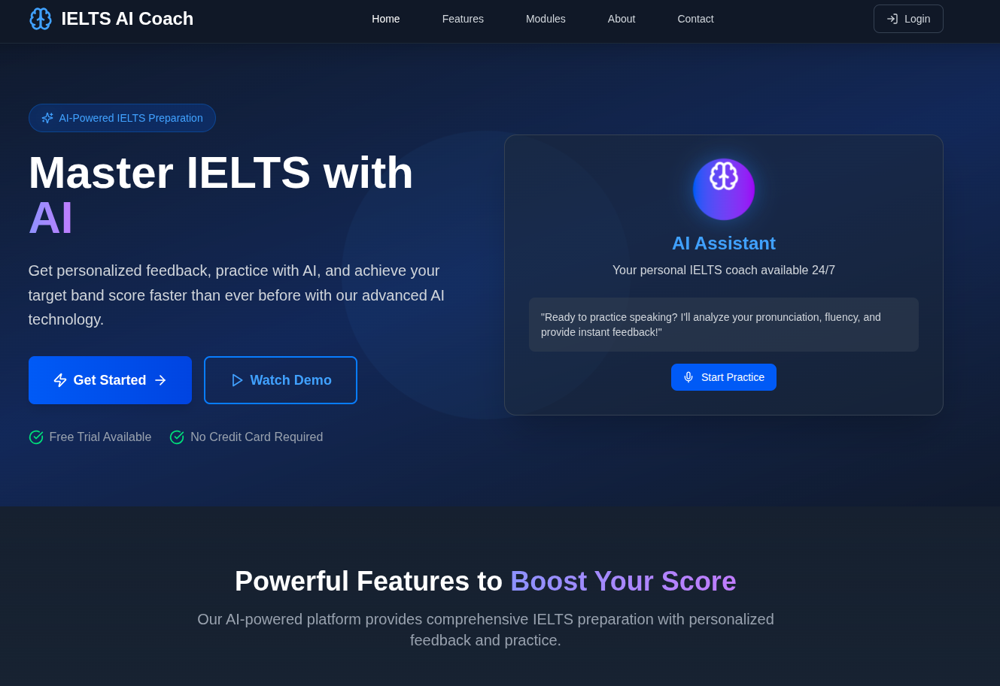 IELTS AI Coach
Home
Features
Modules
About
Contact
Login
AI-Powered IELTS Preparation
Master IELTS with
AI
Get personalized feedback, practice with AI, and achieve your
target band score faster than ever before with our advanced AI
technology.
Get Started
Watch Demo
Free Trial Available
No Credit Card Required
AI Assistant
Your personal IELTS coach available 24/7
"Ready to practice speaking? I'll analyze your pronunciation, fluency, and
provide instant feedback!"
Start Practice
Powerful Features to Boost Your Score
Our AI-powered platform provides comprehensive IELTS preparation with personalized
feedback and practice.